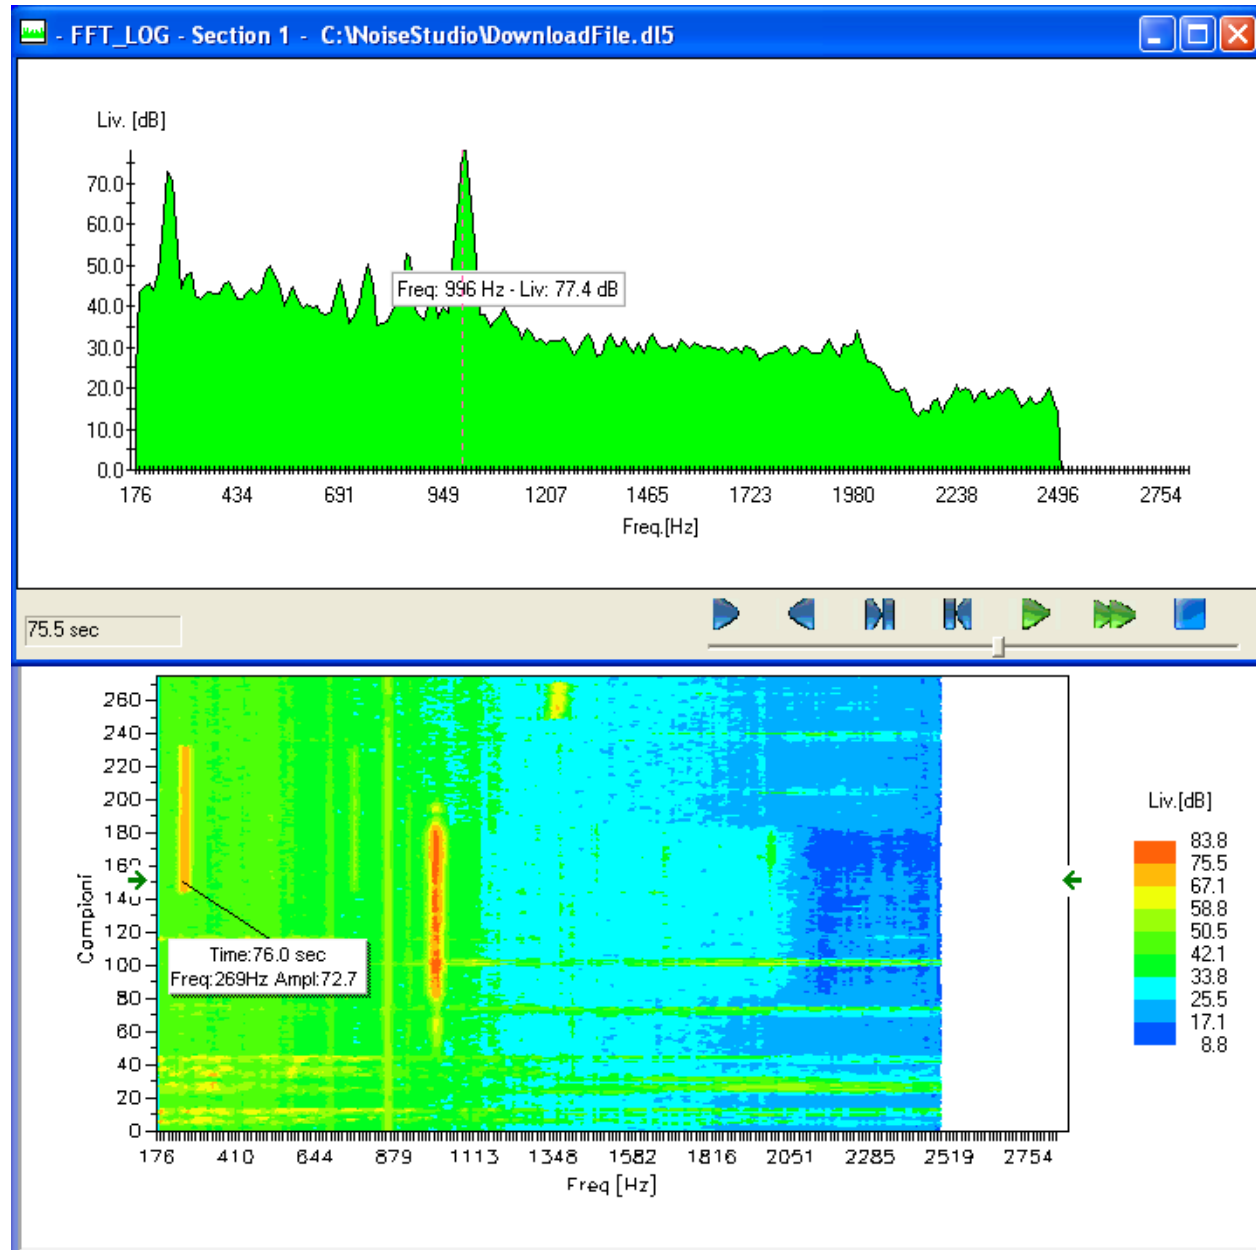 - FFT_LOG - Section 1 - C:\NoiseStudio\DownloadFile.dl5
Liv. [dB]
70.0
60.0
50.0
40.0
30.0
20.0
10.0
0.0
Freq: 996 Hz - Liv: 77.4 dB
176 434 691 949 1207 1465 1723 1980 2238 2496 2754
Freq.[Hz]
75.5 sec
260
240
220
200
180
160
140
120
100
80
60
40
20
0
Campioni
Time:76.0 sec
Freq:269Hz Ampl:72.7
176 410 644 879 1113 1348 1582 1816 2051 2285 2519 2754
Freq [Hz]
Liv.[dB]
83.8
75.5
67.1
58.8
50.5
42.1
33.8
25.5
17.1
8.8